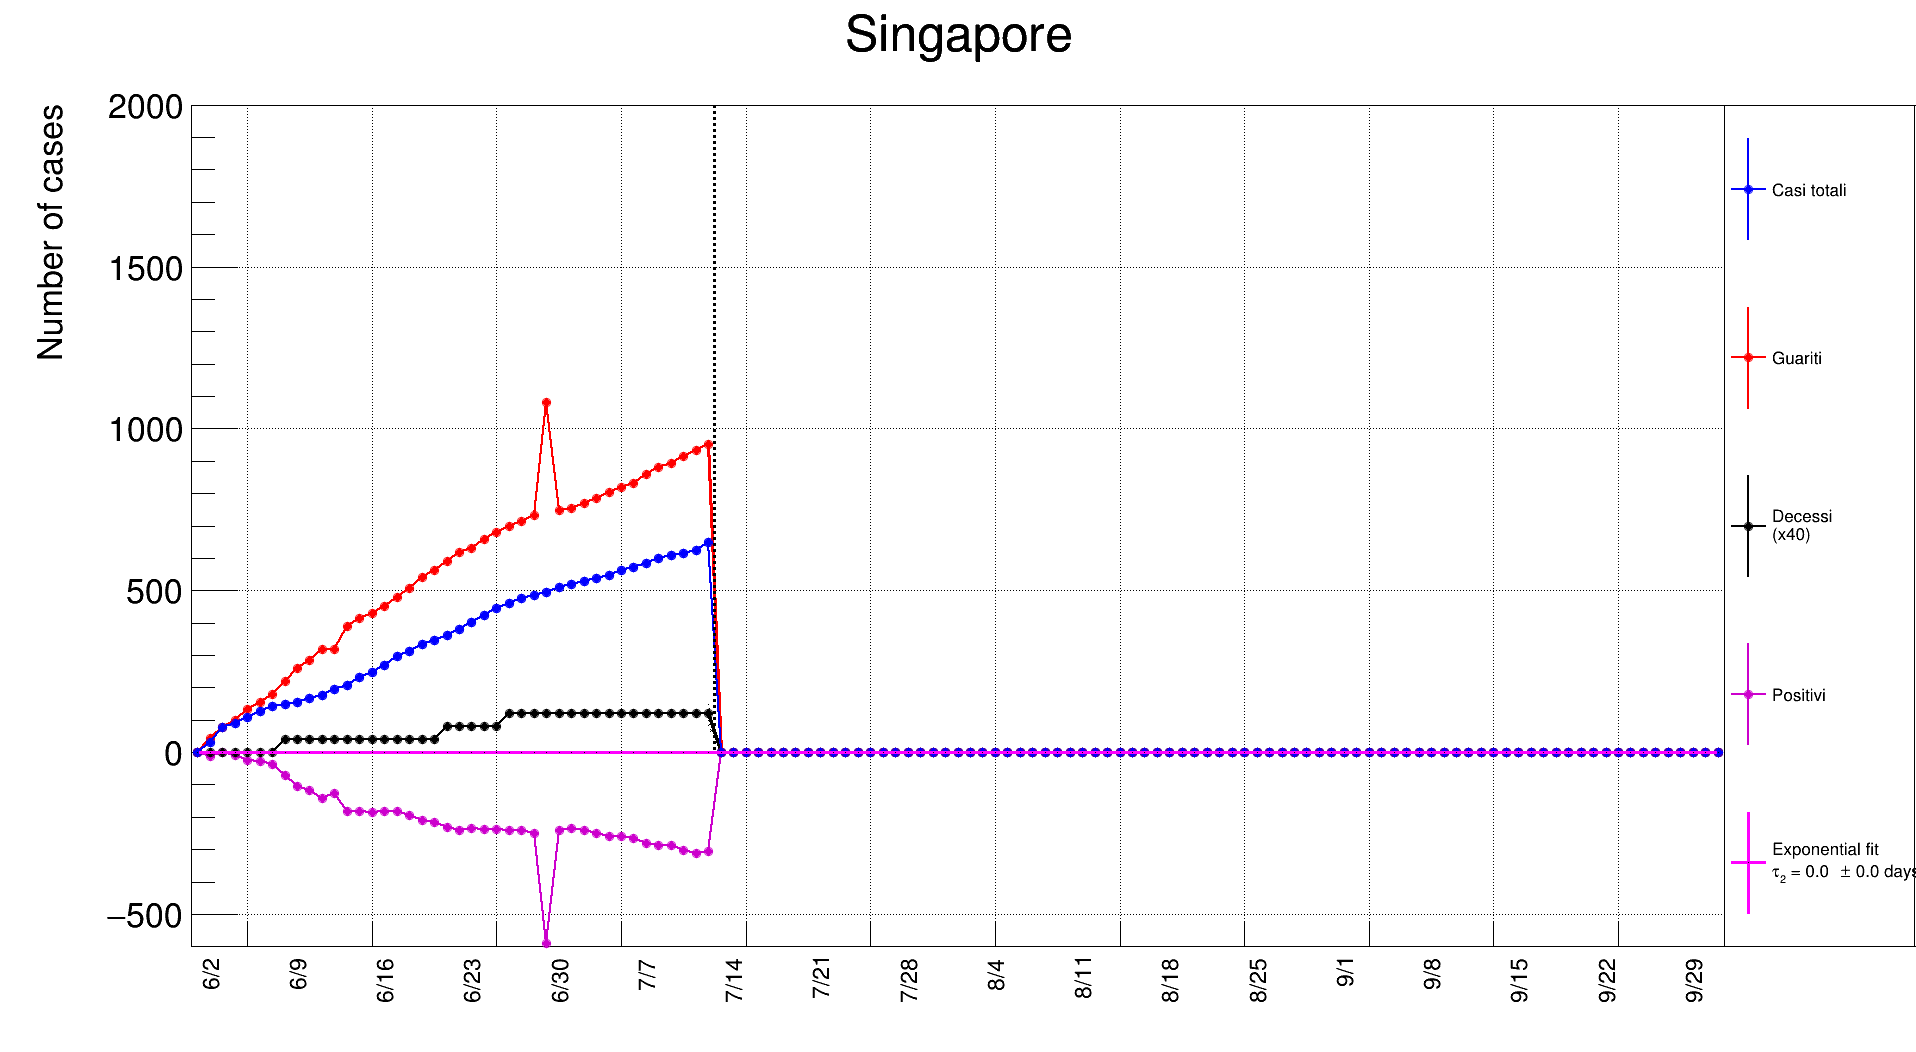 Singapore
Number of cases
2000
1500
1000
500
0
−500
6/2
6/9
6/16
6/23
6/30
7/7
7/14
7/21
7/28
8/4
8/11
8/18
8/25
9/1
9/8
9/15
9/22
9/29
Casi totali
Guariti
Decessi
(x40)
Positivi
Exponential fit
τ₂ = 0.0 ± 0.0 days